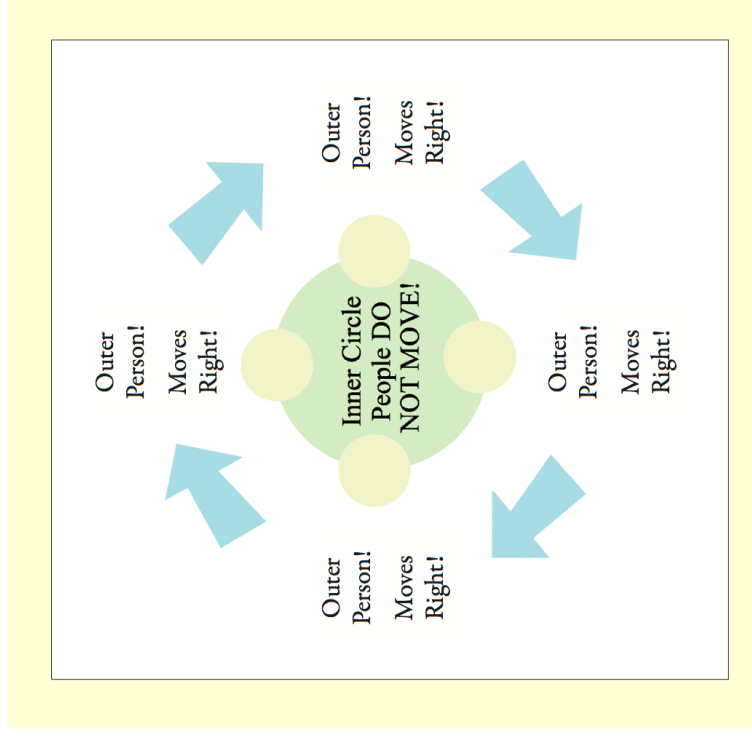 Outer
Person!
Moves
Right!
Outer
Person!
Moves
Right!
Inner Circle
People DO
NOT MOVE!
Outer
Person!
Moves
Right!
Outer
Person!
Moves
Right!